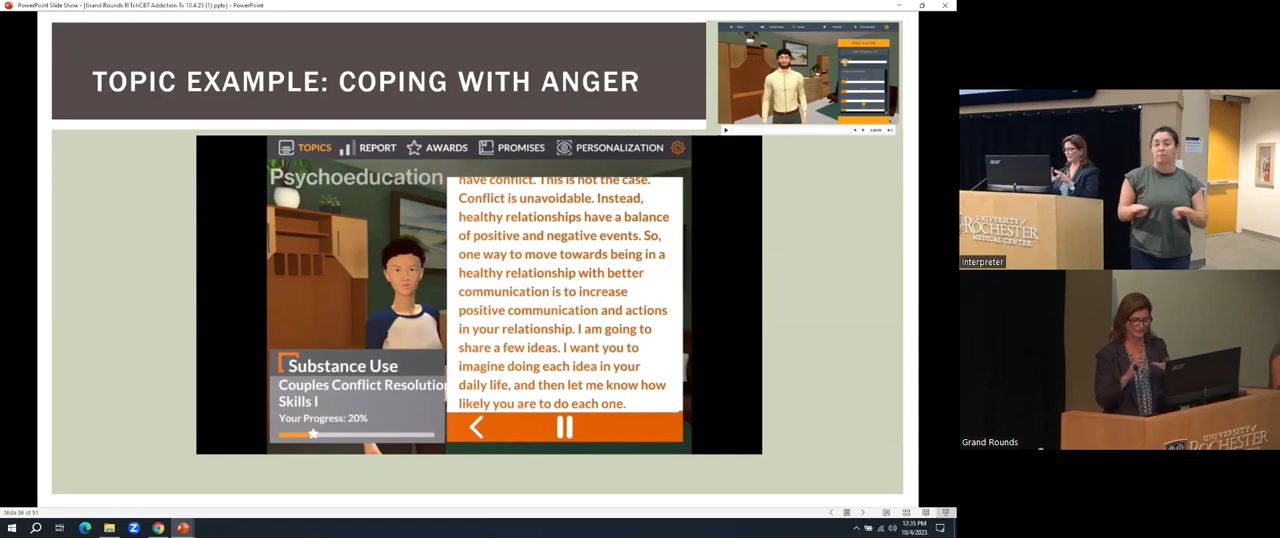 PowerPoint Slide Show - [Grand Rounds RITchCBT Addiction Tx 10.4.23 (1).pptx] - PowerPoint
TOPIC EXAMPLE: COPING WITH ANGER
TOPICS REPORT AWARDS PROMISES PERSONALIZATION
Psychoeducation
have conflict. This is not the case.
Conflict is unavoidable. Instead,
healthy relationships have a balance
of positive and negative events. So,
one way to move towards being in a
healthy relationship with better
communication is to increase
positive communication and actions
in your relationship. I am going to
share a few ideas. I want you to
imagine doing each idea in your
daily life, and then let me know how
likely you are to do each one.
Substance Use
Couples Conflict Resolution
Skills I
Your Progress: 20%
acer
UNIVERSITY of
ROCHESTER
MEDICAL CENTER
Interpreter
acer
UNIVERSITY of
ROCHESTER
Grand Rounds
Slide 36 of 51
12:35 PM
10/4/2023